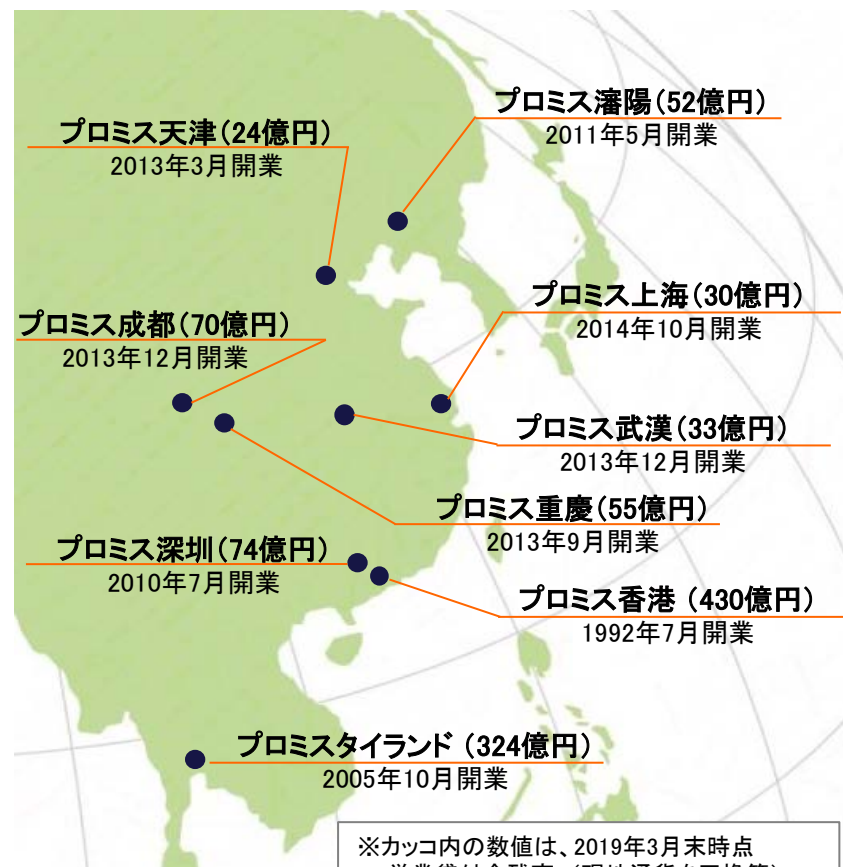 プロミス瀋陽(52億円)
2011年5月開業
プロミス天津(24億円)
2013年3月開業
プロミス上海(30億円)
2014年10月開業
プロミス成都(70億円)
2013年12月開業
プロミス武漢(33億円)
2013年12月開業
プロミス重慶(55億円)
2013年9月開業
プロミス深圳(74億円)
2010年7月開業
プロミス香港 (430億円)
1992年7月開業
プロミスタイランド (324億円)
2005年10月開業
※カッコ内の数値は、2019年3月末時点